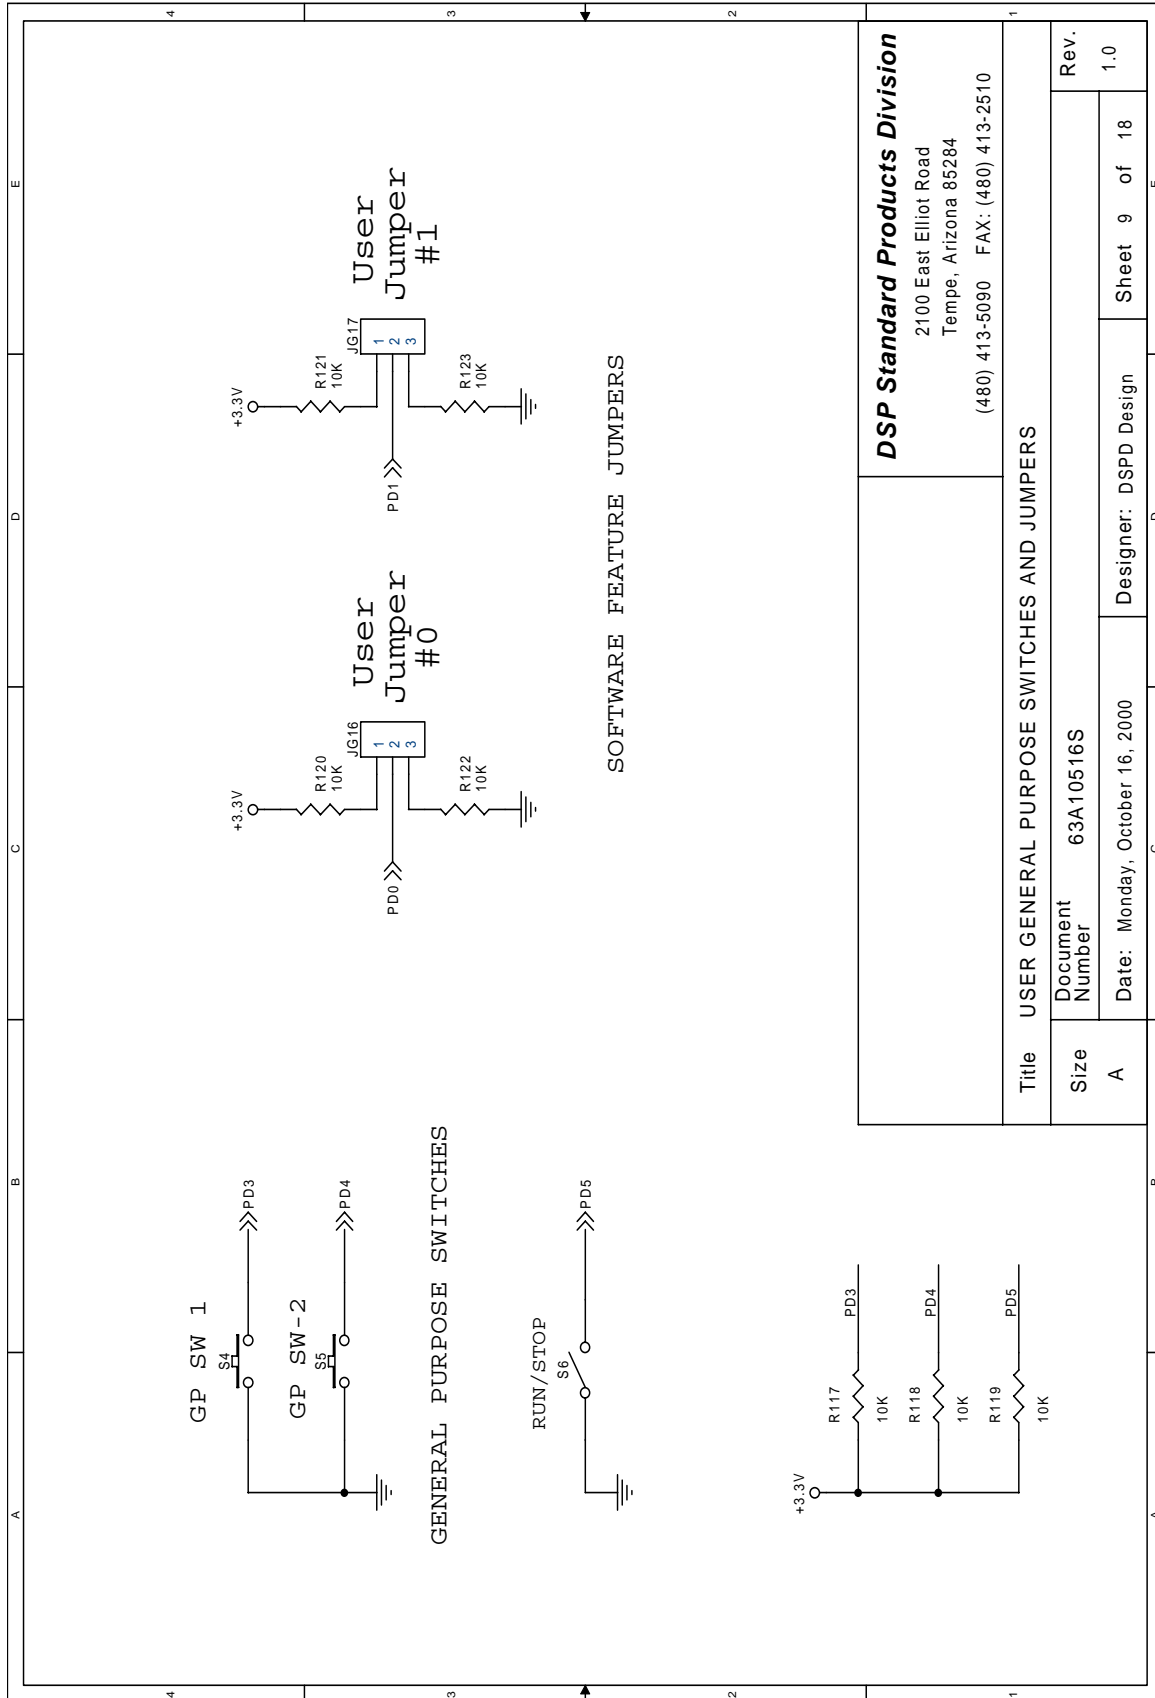 A
B
C
D
E
4
4
3
3
2
2
1
1
GP SW 1
S4
PD3
GP SW-2
S5
PD4
GENERAL PURPOSE SWITCHES
RUN/STOP
S6
PD5
+3.3V
R117
10K
PD3
R118
10K
PD4
R119
10K
PD5
+3.3V
R120
10K
JG16
1
2
3
PD0
R122
10K
User
Jumper
#0
+3.3V
R121
10K
JG17
1
2
3
PD1
R123
10K
User
Jumper
#1
SOFTWARE FEATURE JUMPERS
DSP Standard Products Division
2100 East Elliot Road
Tempe, Arizona 85284
(480) 413-5090 FAX: (480) 413-2510
Title USER GENERAL PURPOSE SWITCHES AND JUMPERS
Size
A
Document
Number
63A10516S
Rev.
1.0
Date: Monday, October 16, 2000
Designer: DSPD Design
Sheet 9 of 18
A
B
C
D
E